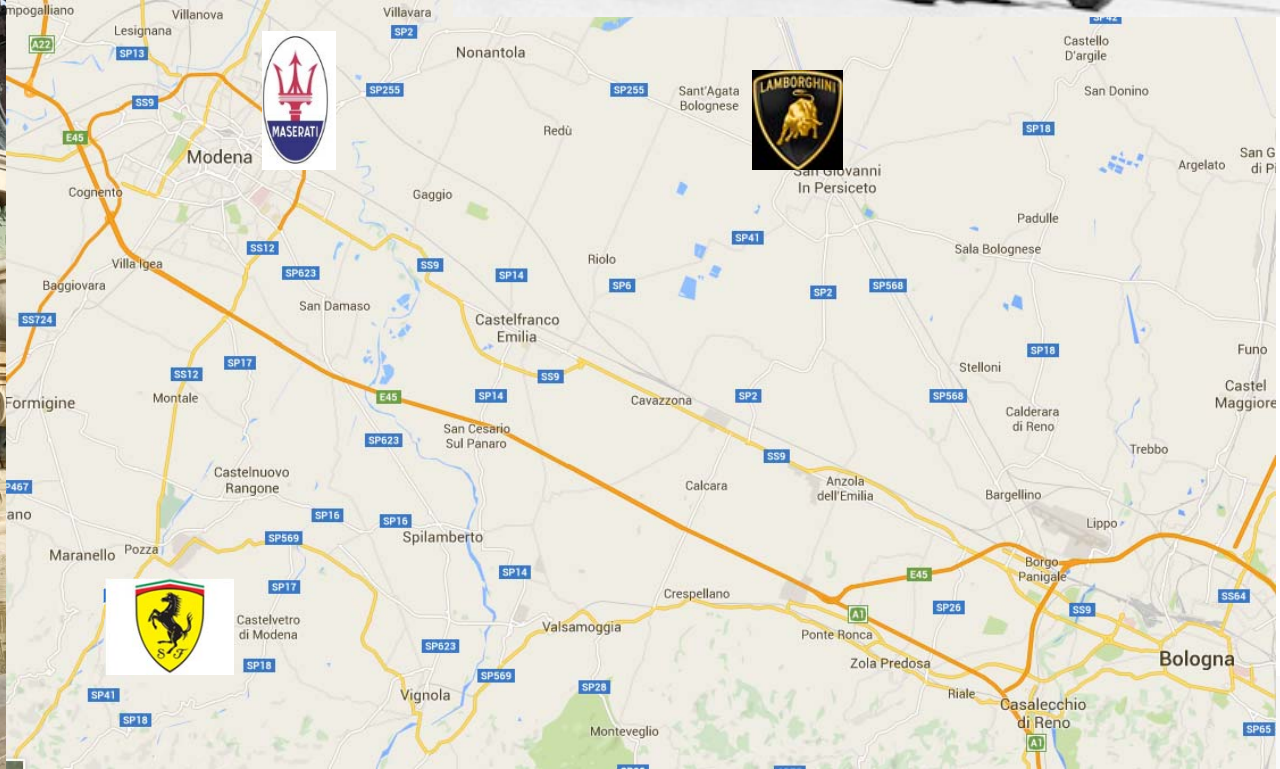 mpogalliano
Villanova
Villavara
SP42
Lesignana
SP2
A22
SP13
Nonantola
Castello
D'argile
SP255
SP255
Sant'Agata
Bolognese
LAMBORGHINI
San Donino
SS9
MASERATI
Redù
SP18
E45
Modena
Argelato
San G
di Pi
San Giovanni
In Persiceto
Cognento
Gaggio
Padulle
SS12
SP41
Sala Bolognese
Villa Igea
SP623
SS9
SP14
Riolo
SP6
SP2
SP568
Baggiovara
San Damaso
SS724
Castelfranco
Emilia
SP17
SP18
Funo
SS12
SS9
Stelloni
Castel
Maggiore
Formigine
Montale
E45
SP14
Cavazzona
SP2
SP568
Calderara
di Reno
San Cesario
Sul Panaro
SP623
Trebbo
SS9
Castelnuovo
Rangone
P467
Calcara
Anzola
dell'Emilia
Bargellino
ano
SP16
SP16
Lippo
SP569
Spilamberto
Maranello
Pozza
SP14
E45
Borgo
Panigale
SP17
Crespellano
SP26
SS9
SS64
A1
S F
Castelvetro
di Modena
Valsamoggia
Ponte Ronca
SP623
Zola Predosa
Bologna
SP18
SP569
SP28
SP41
Vignola
Riale
Casalecchio
di Reno
SP18
Monteveglio
SP65
A1